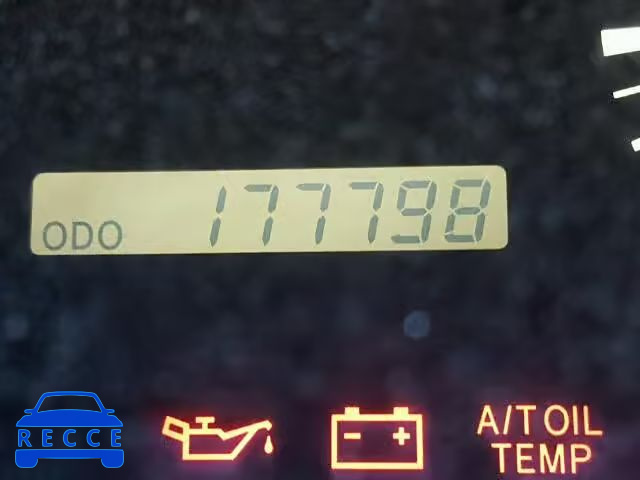 ODO 177798
A/T OIL
TEMP
RECCE